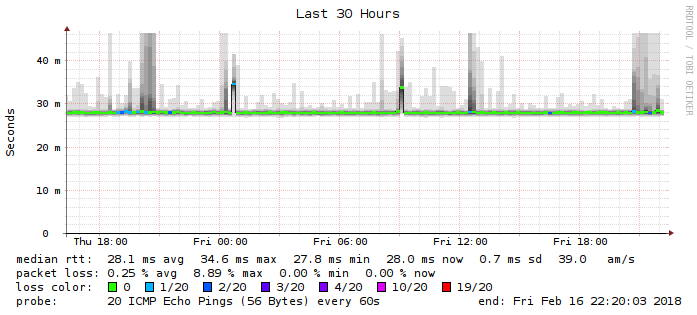 Last 30 Hours
RRDTOOL / TOBI OETIKER
Seconds
40 m
30 m
20 m
10 m
0
Thu 18:00 Fri 00:00 Fri 06:00 Fri 12:00 Fri 18:00
median rtt: 28.1 ms avg 34.6 ms max 27.8 ms min 28.0 ms now 0.7 ms sd 39.0 am/s
packet loss: 0.25 % avg 8.89 % max 0.00 % min 0.00 % now
loss color: 0 1/20 2/20 3/20 4/20 10/20 19/20
probe: 20 ICMP Echo Pings (56 Bytes) every 60s end: Fri Feb 16 22:20:03 2018